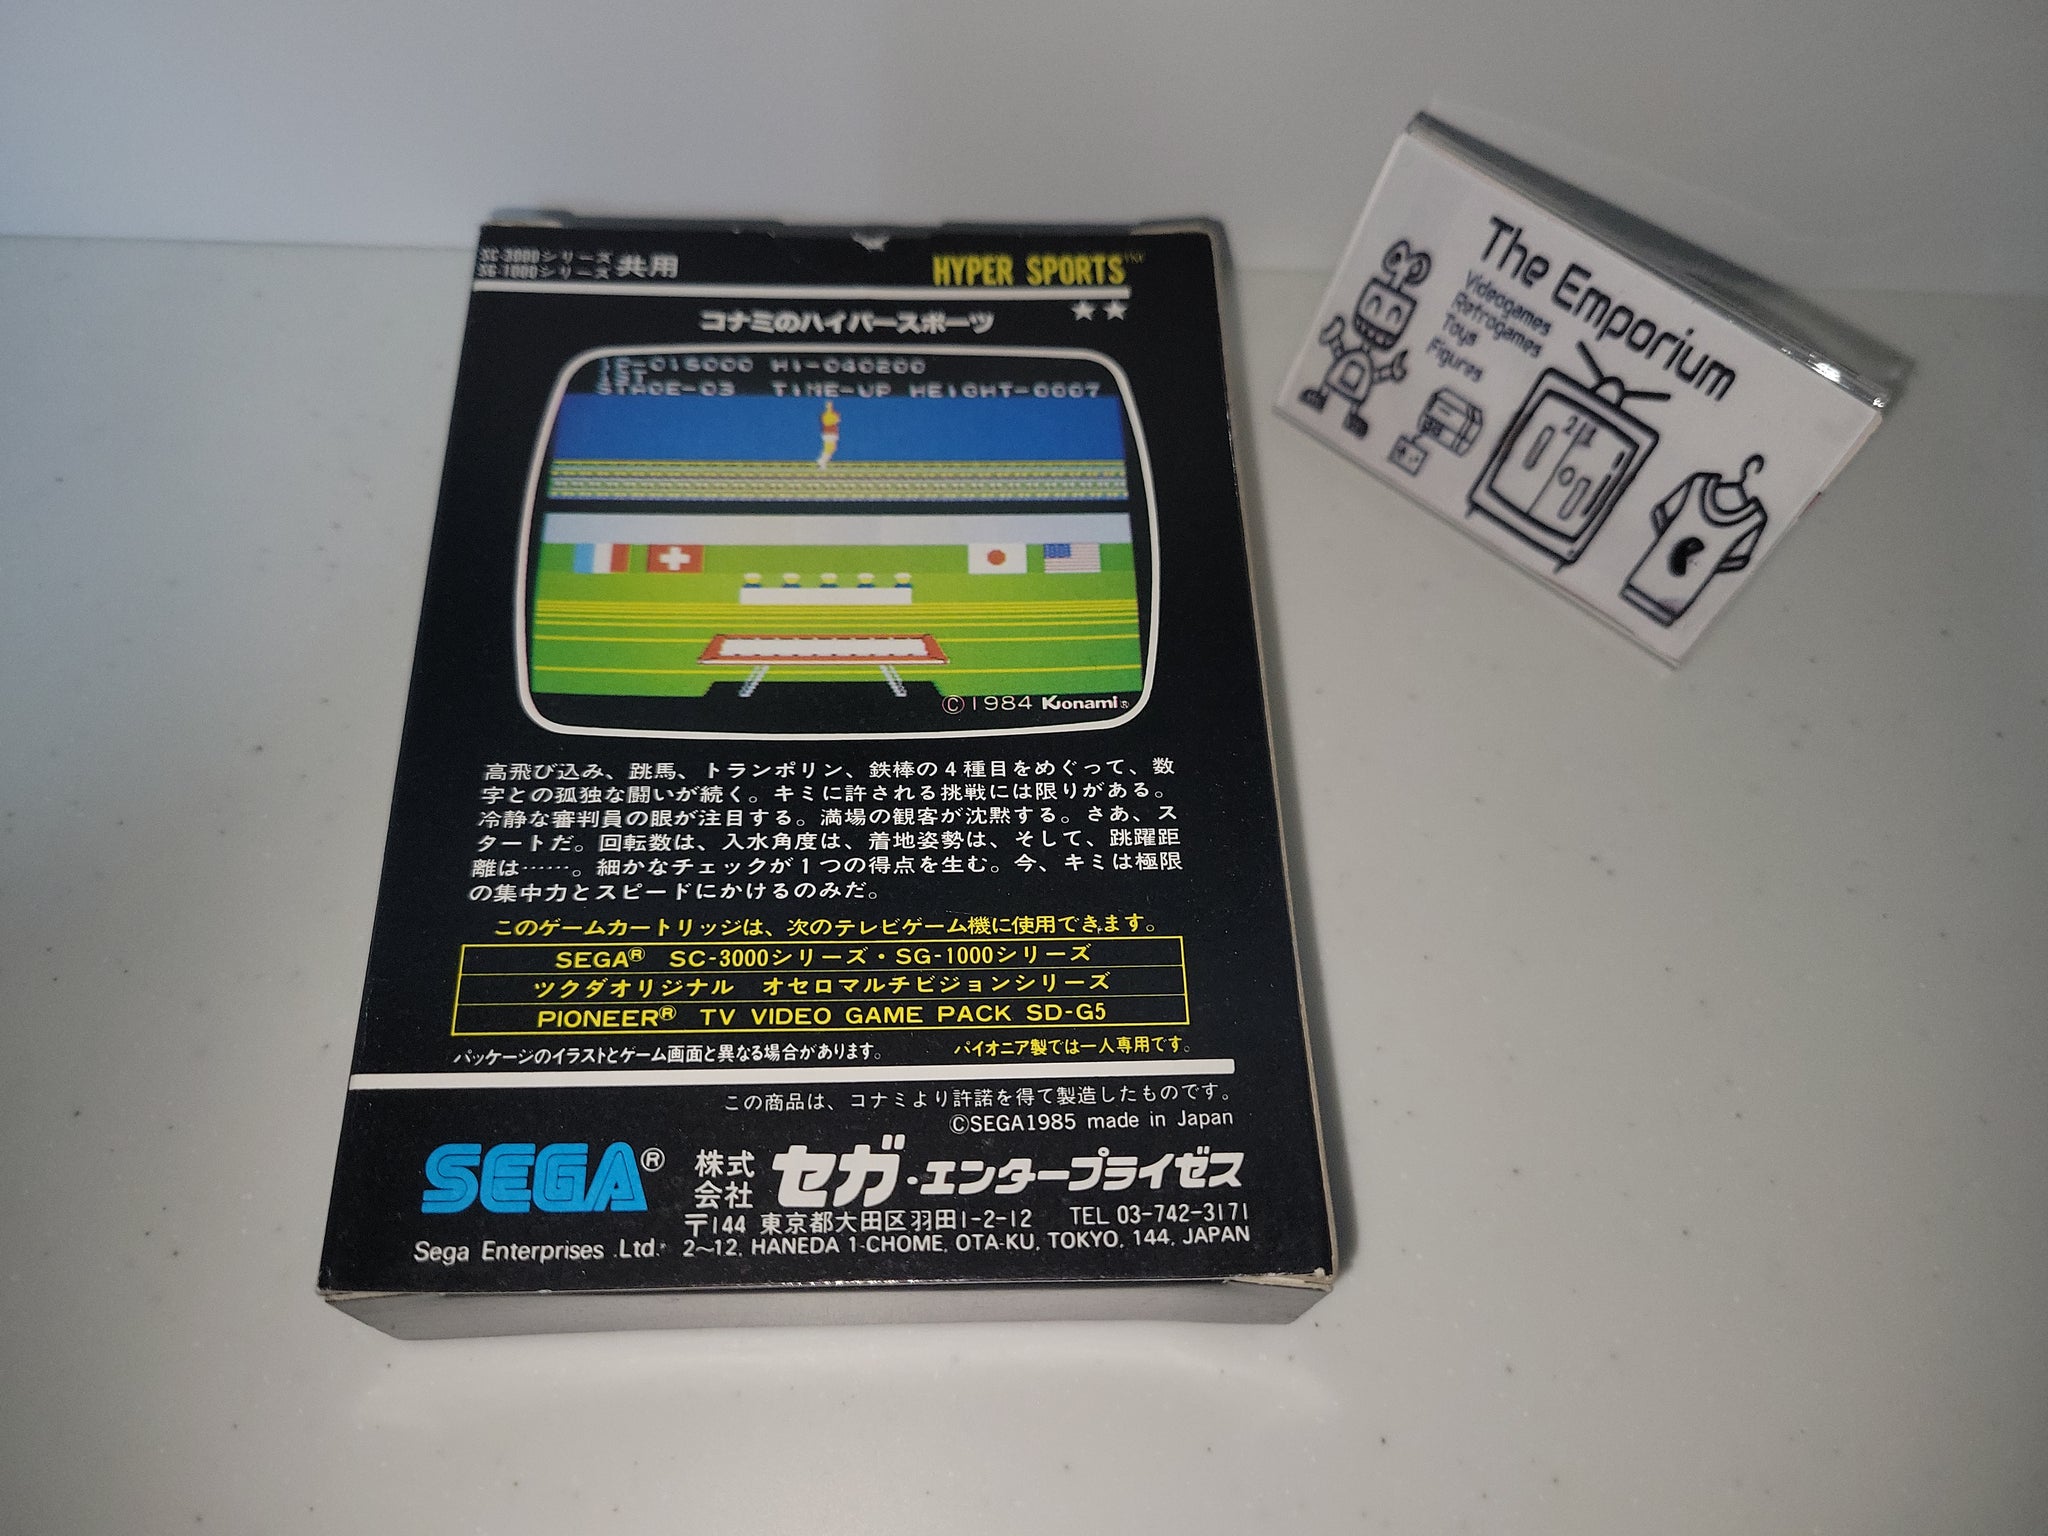 SC-3000シリーズ
SG-1000シリーズ 共用
HYPER SPORTS™
★★
コナミのハイパースポーツ
1P-016000 HI-040200
1ST
STAGE-03 TIME-UP HEIGHT-0007
©1984 Konami®
高飛び込み、跳馬、トランポリン、鉄棒の4種目をめぐって、数
字との孤独な闘いが続く。キミに許される挑戦には限りがある。
冷静な審判員の眼が注目する。満場の観客が沈黙する。さあ、ス
タートだ。回転数は、入水角度は、着地姿勢は、そして、跳躍距
離は……。細かなチェックが1つの得点を生む。今、キミは極限
の集中力とスピードにかけるのみだ。
このゲームカートリッジは、次のテレビゲーム機に使用できます。
SEGA® SC-3000シリーズ・SG-1000シリーズ
ツクダオリジナル オセロマルチビジョンシリーズ
PIONEER® TV VIDEO GAME PACK SD-G5
パッケージのイラストとゲーム画面と異なる場合があります。 パイオニア製では一人専用です。
この商品は、コナミより許諾を得て製造したものです。
©SEGA1985 made in Japan
SEGA® 株式会社 セガ・エンタープライゼス
〒144 東京都大田区羽田1-2-12 TEL 03-742-3171
Sega Enterprises Ltd. 2~12, HANEDA 1-CHOME, OTA-KU, TOKYO, 144, JAPAN
The Emporium
Videogames
Retrogames
Toys
Figures